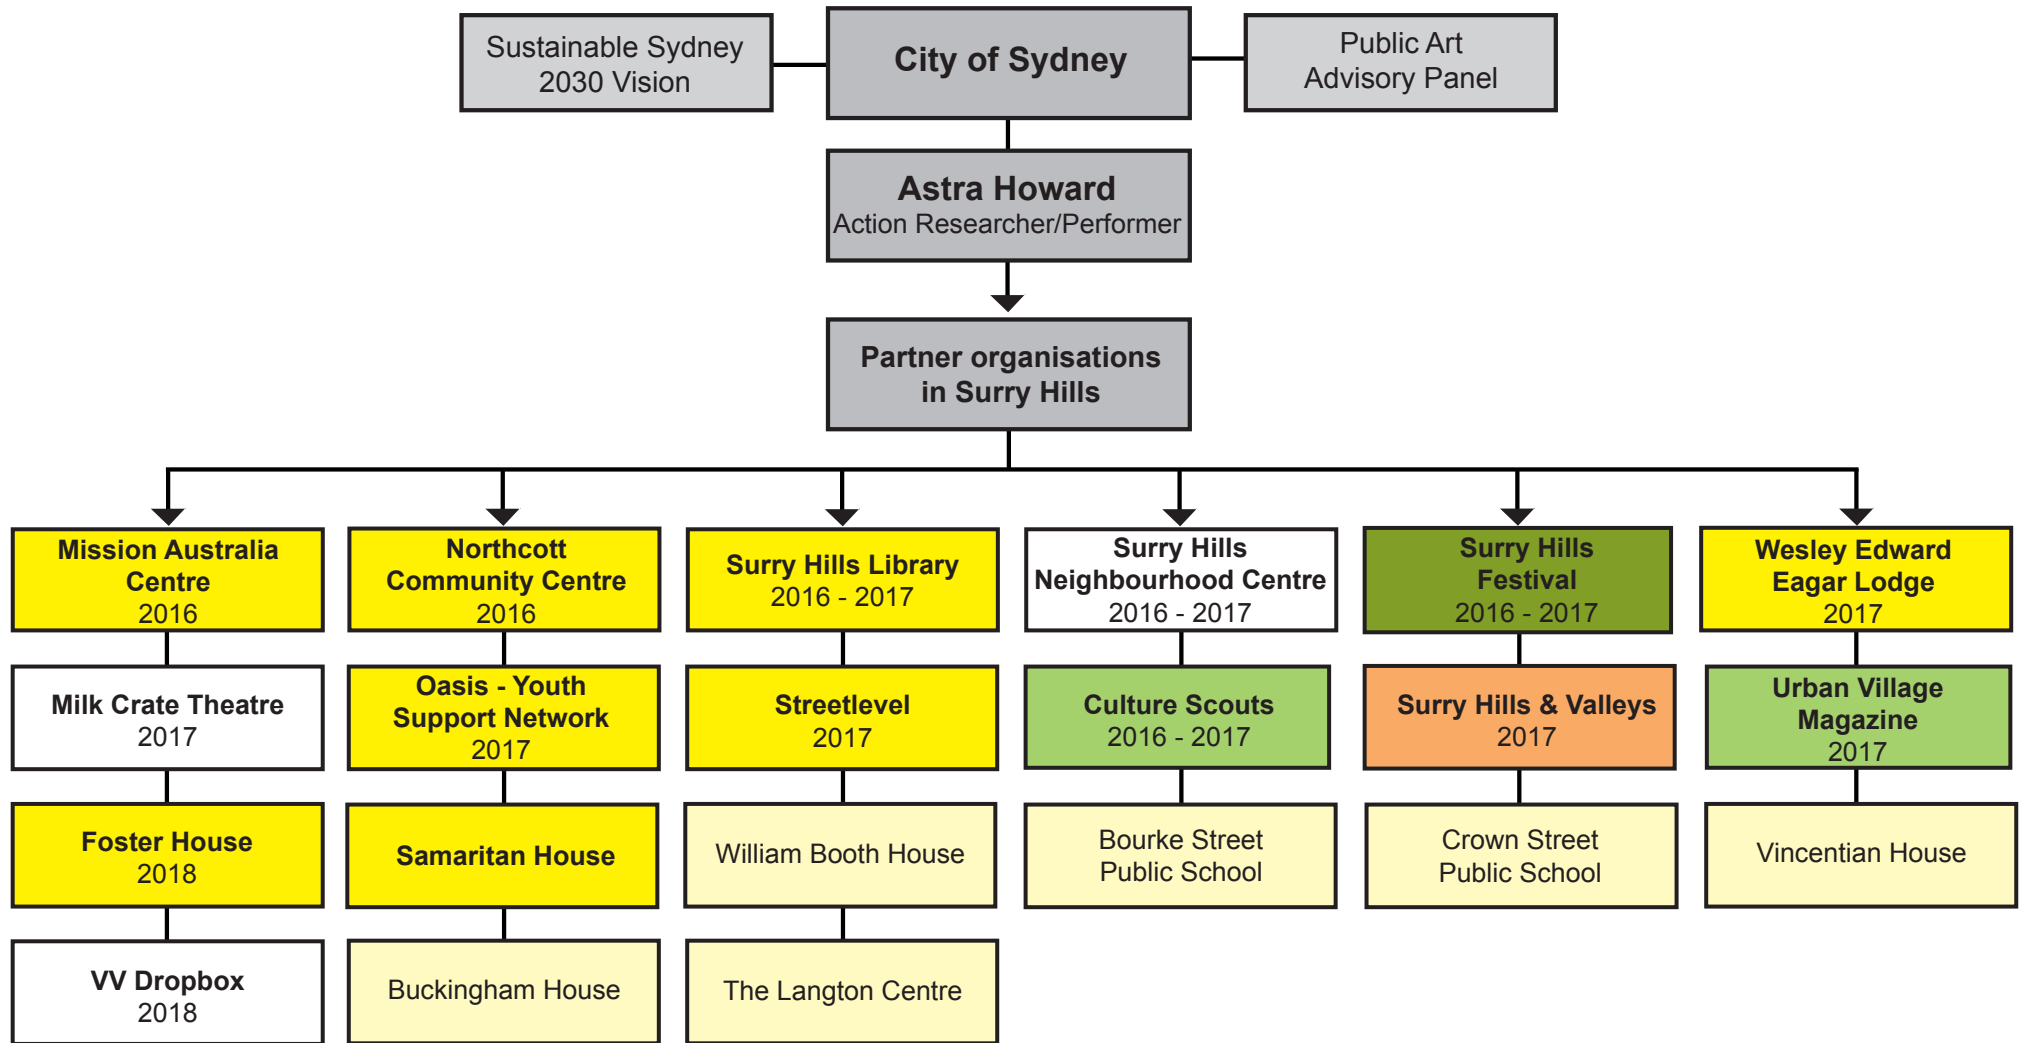 Sustainable Sydney
2030 Vision
City of Sydney
Public Art
Advisory Panel
Astra Howard
Action Researcher/Performer
Partner organisations
in Surry Hills
Mission Australia
Centre
2016
Northcott
Community Centre
2016
Surry Hills Library
2016 - 2017
Surry Hills
Neighbourhood Centre
2016 - 2017
Surry Hills
Festival
2016 - 2017
Wesley Edward
Eagar Lodge
2017
Milk Crate Theatre
2017
Oasis - Youth
Support Network
2017
Streetlevel
2017
Culture Scouts
2016 - 2017
Surry Hills & Valleys
2017
Urban Village
Magazine
2017
Foster House
2018
Samaritan House
William Booth House
Bourke Street
Public School
Crown Street
Public School
Vincentian House
VV Dropbox
2018
Buckingham House
The Langton Centre